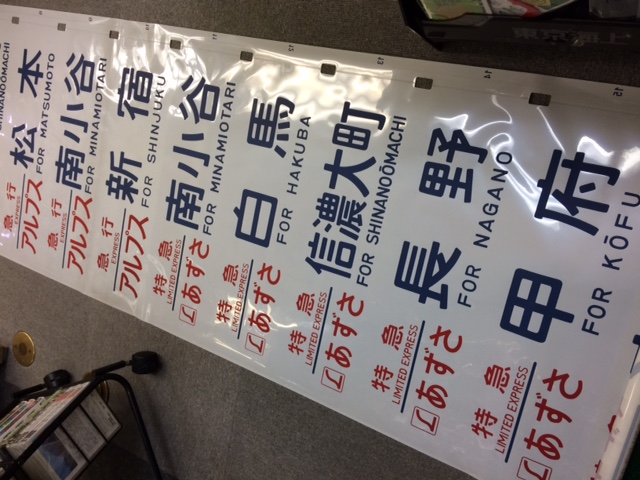 SHINANOŌMACHI
急行
EXPRESS
アルプス
松本
FOR MATSUMOTO
急行
EXPRESS
アルプス
南小谷
FOR MINAMIOTARI
急行
EXPRESS
アルプス
新宿
FOR SHINJUKU
特急
LIMITED EXPRESS
L あずさ
南小谷
FOR MINAMIOTARI
特急
LIMITED EXPRESS
L あずさ
白馬
FOR HAKUBA
特急
LIMITED EXPRESS
L あずさ
信濃大町
FOR SHINANOŌMACHI
特急
LIMITED EXPRESS
L あずさ
長野
FOR NAGANO
特急
LIMITED EXPRESS
L あずさ
甲府
FOR KŌFU